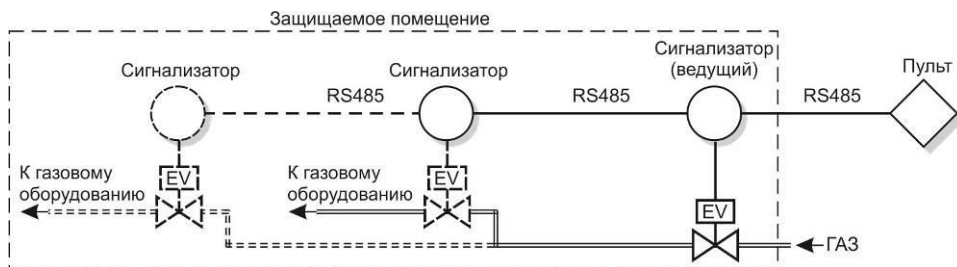 Защищаемое помещение
Сигнализатор
Сигнализатор
Сигнализатор
(ведущий)
Пульт
RS485
RS485
RS485
К газовому
оборудованию
EV
К газовому
оборудованию
EV
EV
ГАЗ